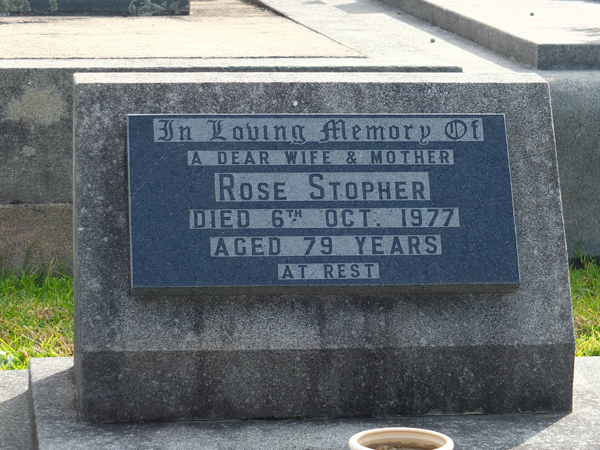 In Loving Memory Of
A DEAR WIFE & MOTHER
ROSE STOPHER
DIED 6TH OCT. 1977
AGED 79 YEARS
AT REST